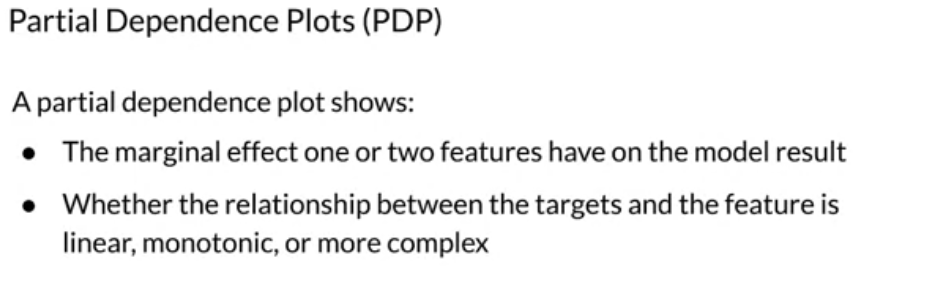 Partial Dependence Plots (PDP)
A partial dependence plot shows:
● The marginal effect one or two features have on the model result
● Whether the relationship between the targets and the feature is
linear, monotonic, or more complex